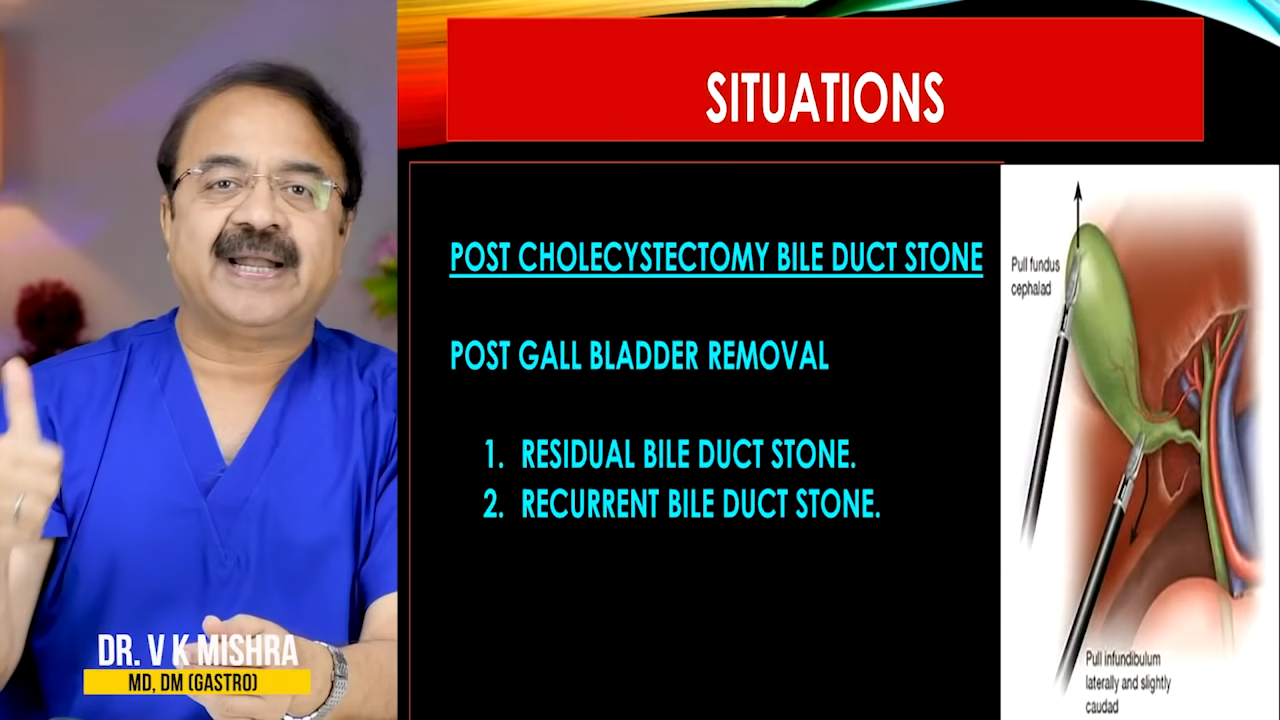 SITUATIONS
POST CHOLECYSTECTOMY BILE DUCT STONE
POST GALL BLADDER REMOVAL
1. RESIDUAL BILE DUCT STONE.
2. RECURRENT BILE DUCT STONE.
Pull fundus
cephalad
Pull infundibulum
laterally and slightly
caudad
DR. V K MISHRA
MD, DM (GASTRO)